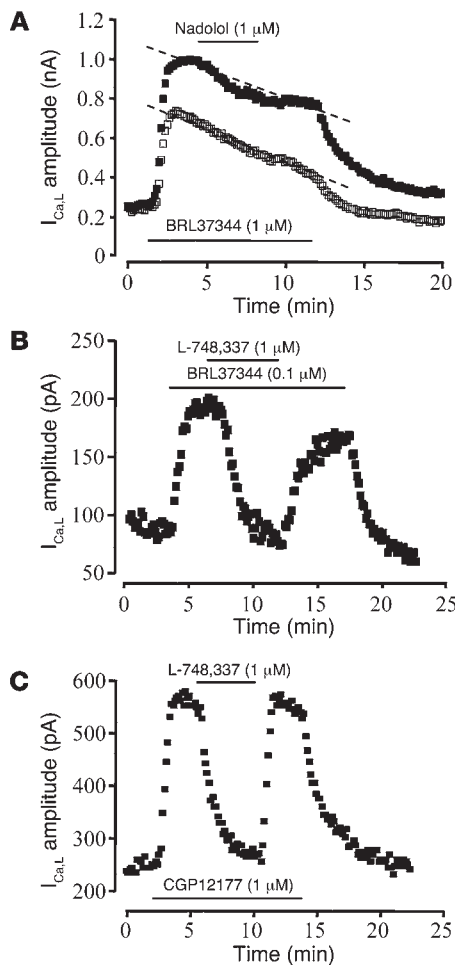 A
Nadolol (1 µM)
1.2
1.0
0.8
0.6
0.4
0.2
0
I_Ca,L amplitude (nA)
BRL37344 (1 µM)
0 5 10 15 20
Time (min)
B
L-748,337 (1 µM)
BRL37344 (0.1 µM)
250
200
150
100
50
I_Ca,L amplitude (pA)
0 5 10 15 20 25
Time (min)
C
L-748,337 (1 µM)
600
500
400
300
200
I_Ca,L amplitude (pA)
CGP12177 (1 µM)
0 5 10 15 20 25
Time (min)